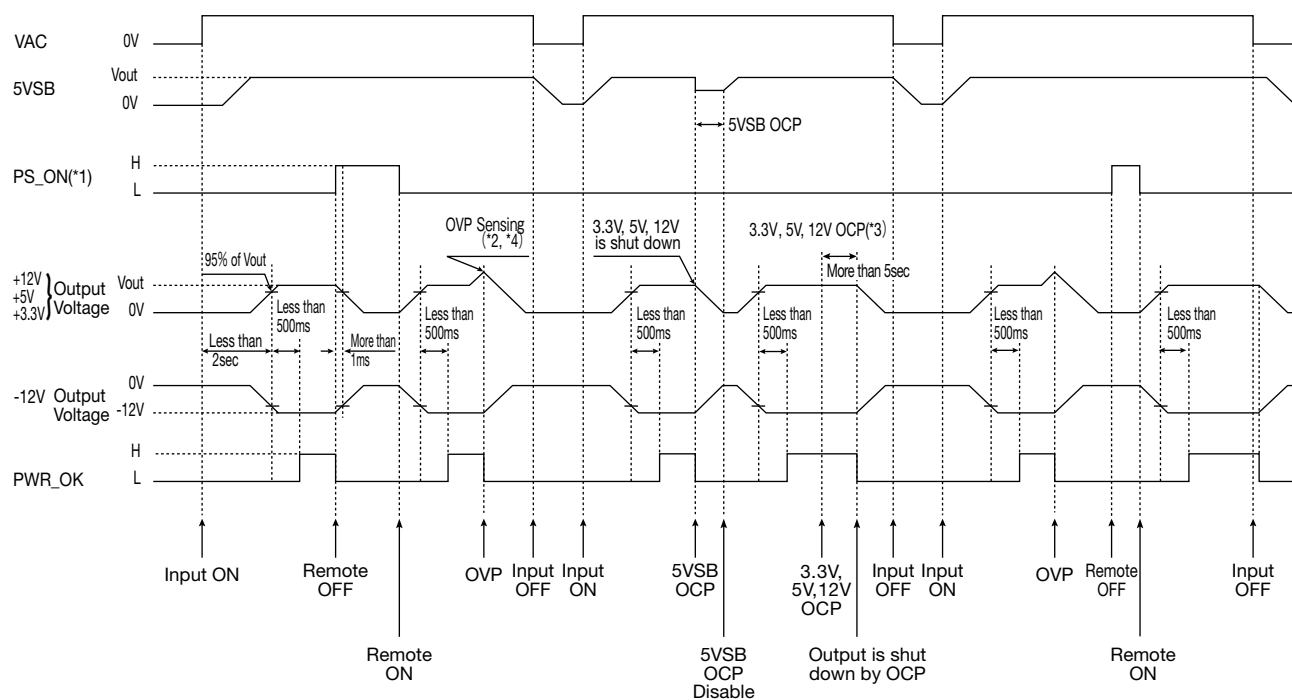 VAC
0V
5VSB
Vout
0V
5VSB OCP
PS_ON(*1)
H
L
OVP Sensing
(*2, *4)
3.3V, 5V, 12V
is shut down
3.3V, 5V, 12V OCP(*3)
More than 5sec
95% of Vout
+12V
+5V
+3.3V
Output
Voltage
Vout
0V
Less than
500ms
Less than
500ms
Less than
500ms
Less than
500ms
Less than
500ms
Less than
500ms
Less than
2sec
More than
1ms
-12V Output
Voltage
0V
-12V
PWR_OK
H
L
Input ON
Remote
OFF
OVP
Input
OFF
Input
ON
5VSB
OCP
3.3V,
5V,12V
OCP
Input
OFF
Input
ON
OVP
Remote
OFF
Input
OFF
Remote
ON
5VSB
OCP
Disable
Output is shut
down by OCP
Remote
ON